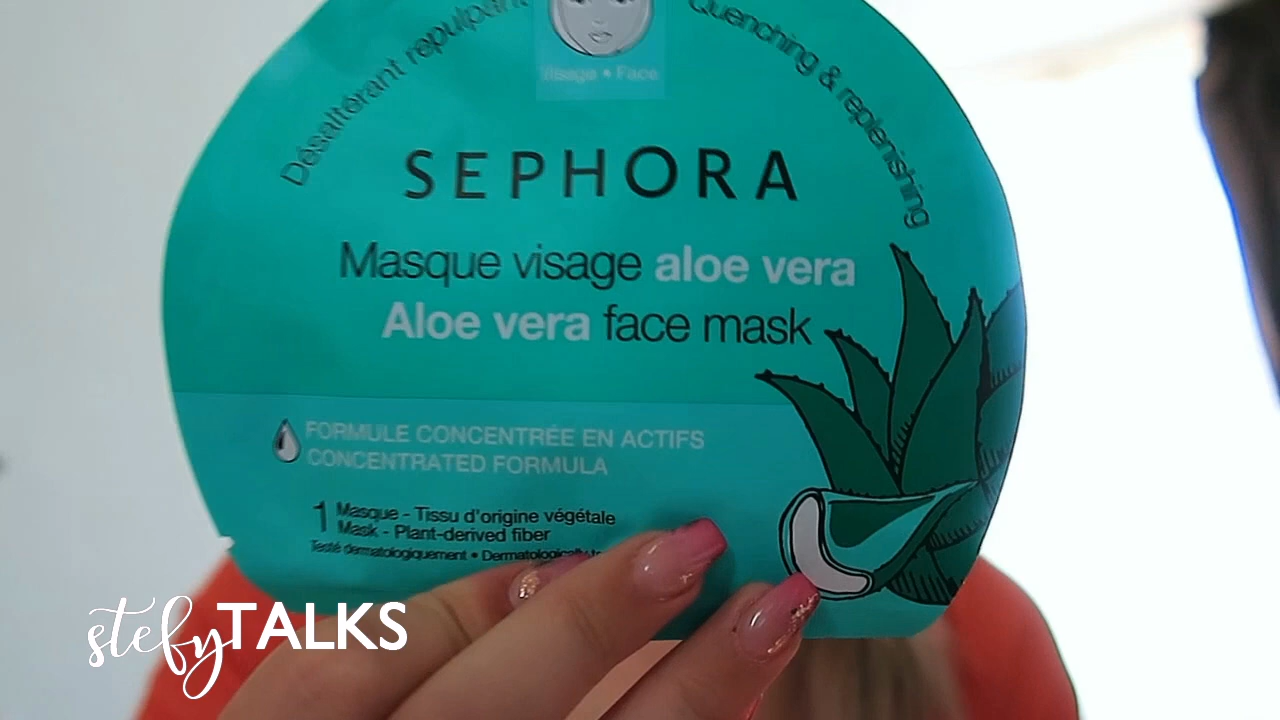 Désaltérant repulpant
Quenching & replenishing
Visage • Face
SEPHORA
Masque visage aloe vera
Aloe vera face mask
FORMULE CONCENTRÉE EN ACTIFS
CONCENTRATED FORMULA
1 Masque - Tissu d'origine végétale
Mask - Plant-derived fiber
Testé dermatologiquement • Dermatologically
stefyTALKS